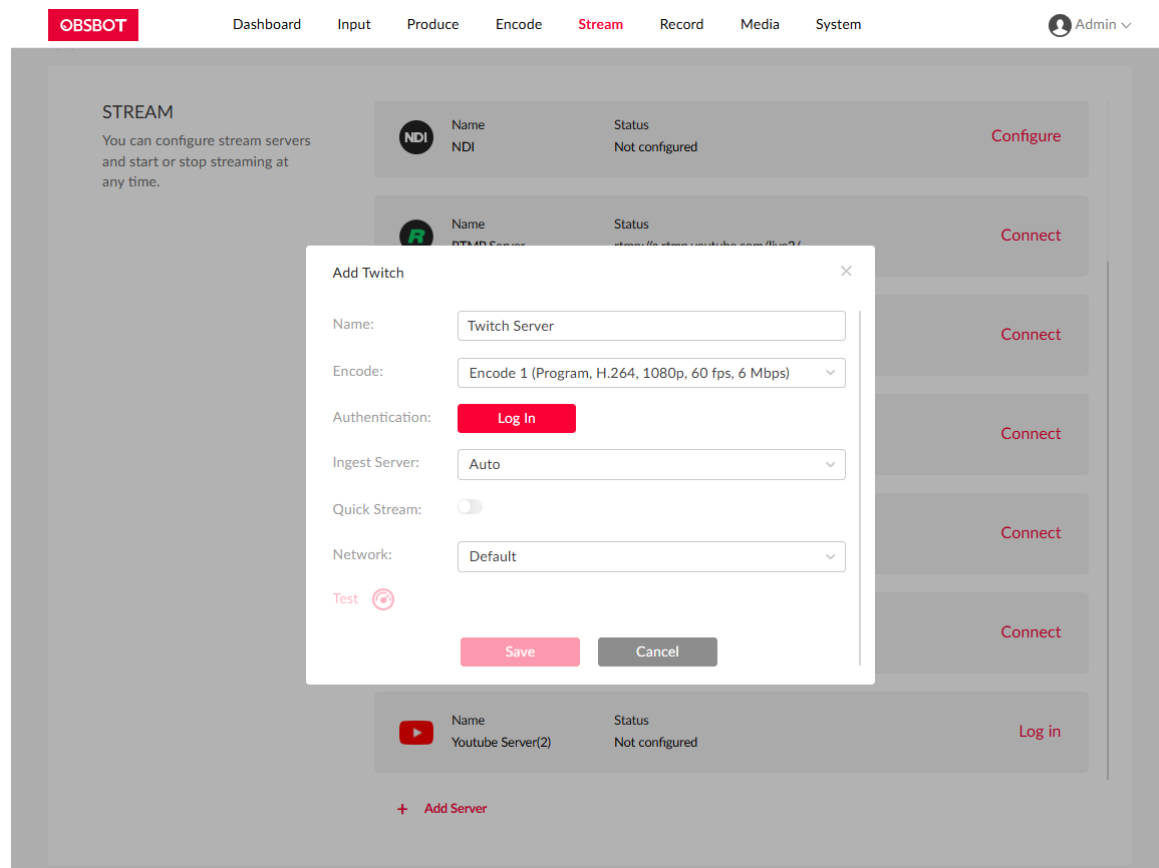 OBSBOT Dashboard Input Produce Encode Stream Record Media System Admin
STREAM
You can configure stream servers
and start or stop streaming at
any time.
NDI
Name Status
NDI Not configured
Configure
Name Status
R
Connect
Add Twitch
Name: Twitch Server
Encode: Encode 1 (Program, H.264, 1080p, 60 fps, 6 Mbps)
Authentication: Log In
Ingest Server: Auto
Quick Stream:
Network: Default
Test
Save Cancel
Connect
Connect
Connect
Connect
Name Status
Youtube Server(2) Not configured
Log in
+ Add Server